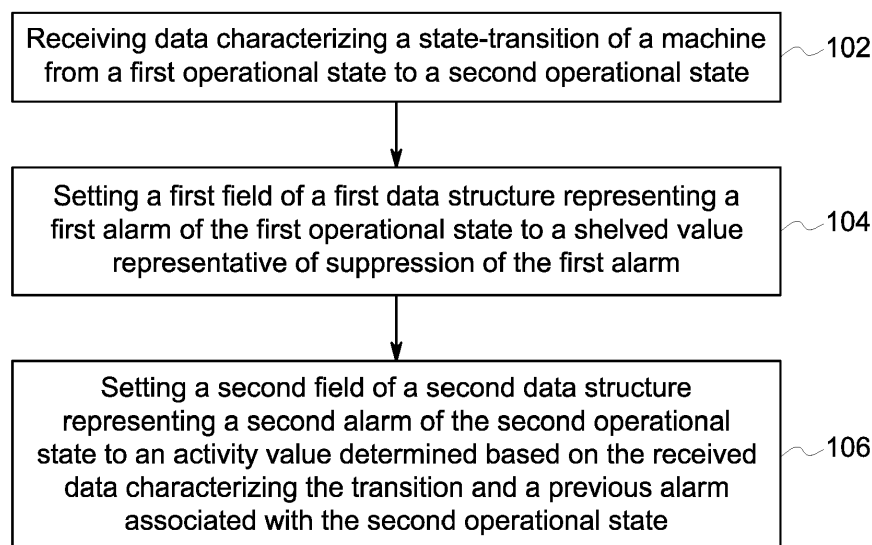 Receiving data characterizing a state-transition of a machine
from a first operational state to a second operational state
102
Setting a first field of a first data structure representing a
first alarm of the first operational state to a shelved value
representative of suppression of the first alarm
104
Setting a second field of a second data structure
representing a second alarm of the second operational
state to an activity value determined based on the received
data characterizing the transition and a previous alarm
associated with the second operational state
106